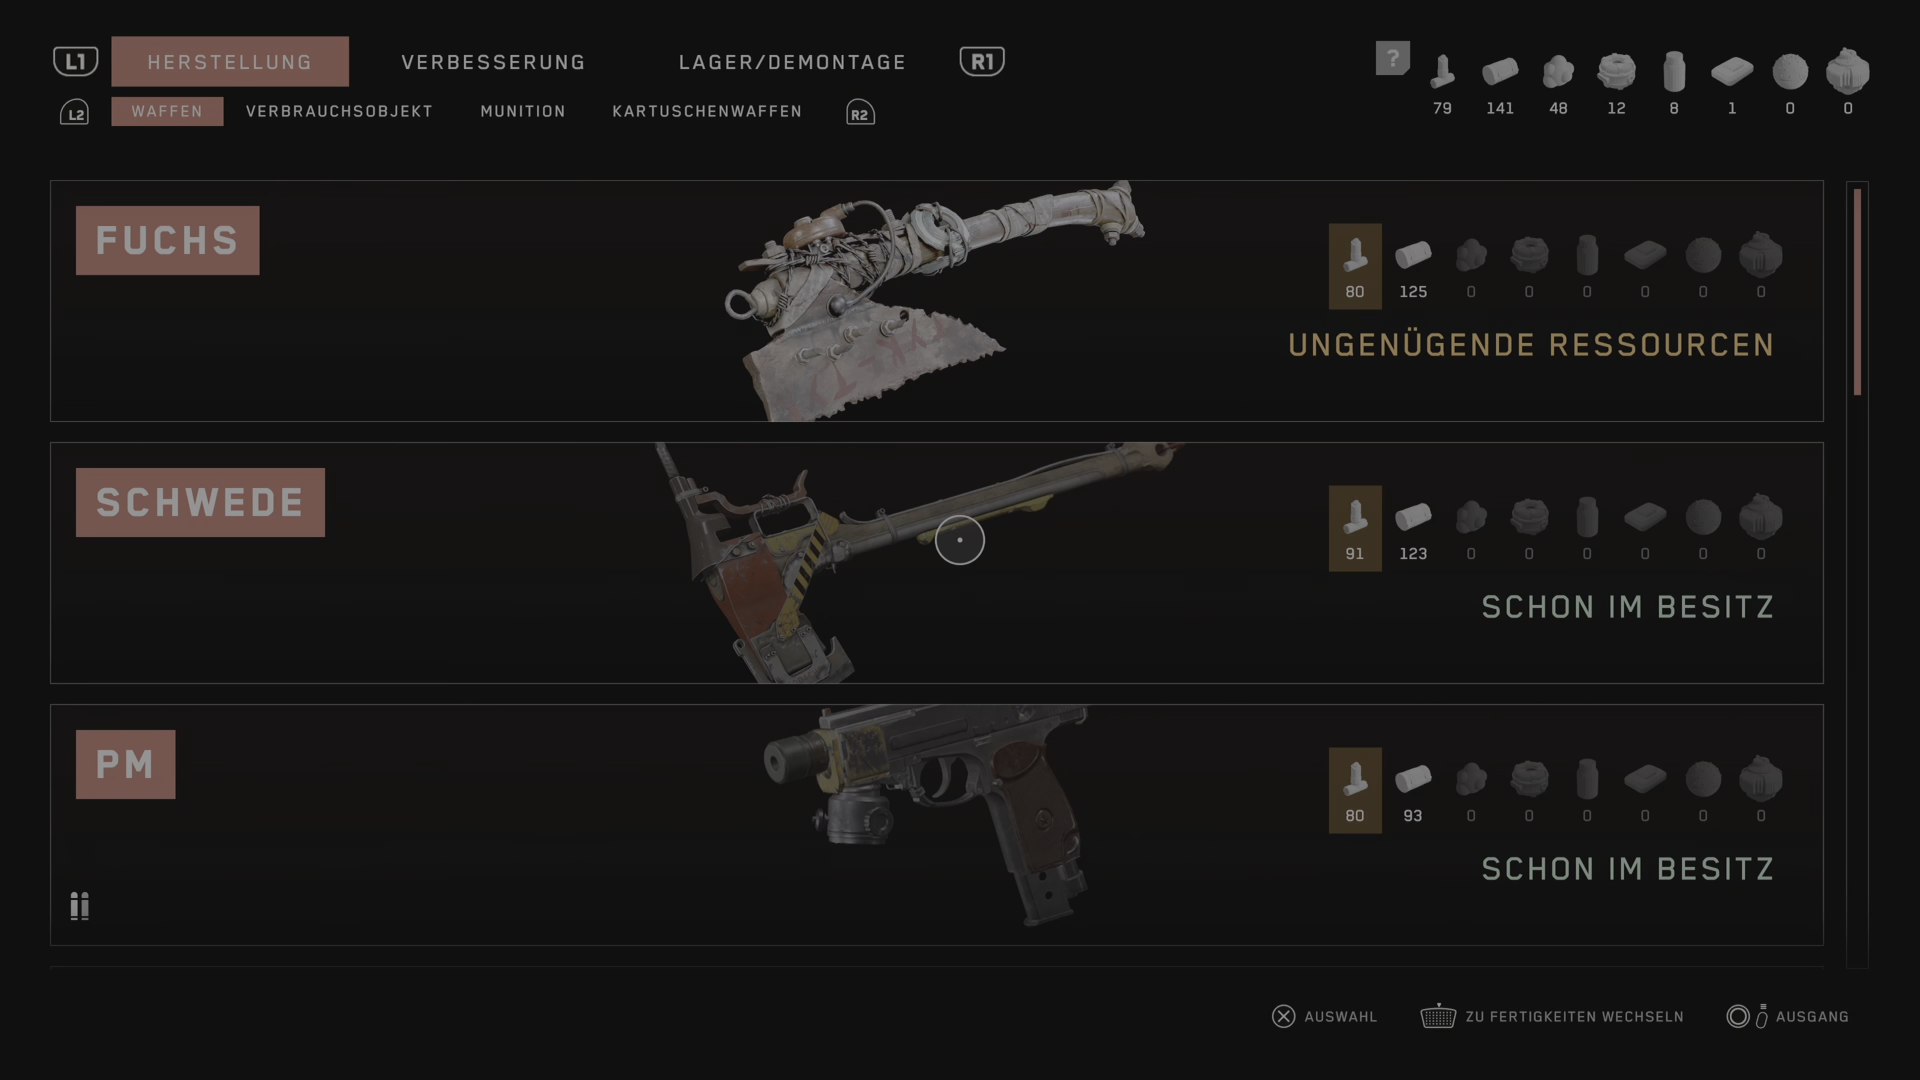 L1 HERSTELLUNG VERBESSERUNG LAGER/DEMONTAGE R1 ?
L2 WAFFEN VERBRAUCHSOBJEKT MUNITION KARTUSCHENWAFFEN R2
79 141 48 12 8 1 0 0
FUCHS
80 125 0 0 0 0 0 0
UNGENÜGENDE RESSOURCEN
SCHWEDE
91 123 0 0 0 0 0 0
SCHON IM BESITZ
PM
80 93 0 0 0 0 0 0
SCHON IM BESITZ
AUSWAHL ZU FERTIGKEITEN WECHSELN AUSGANG